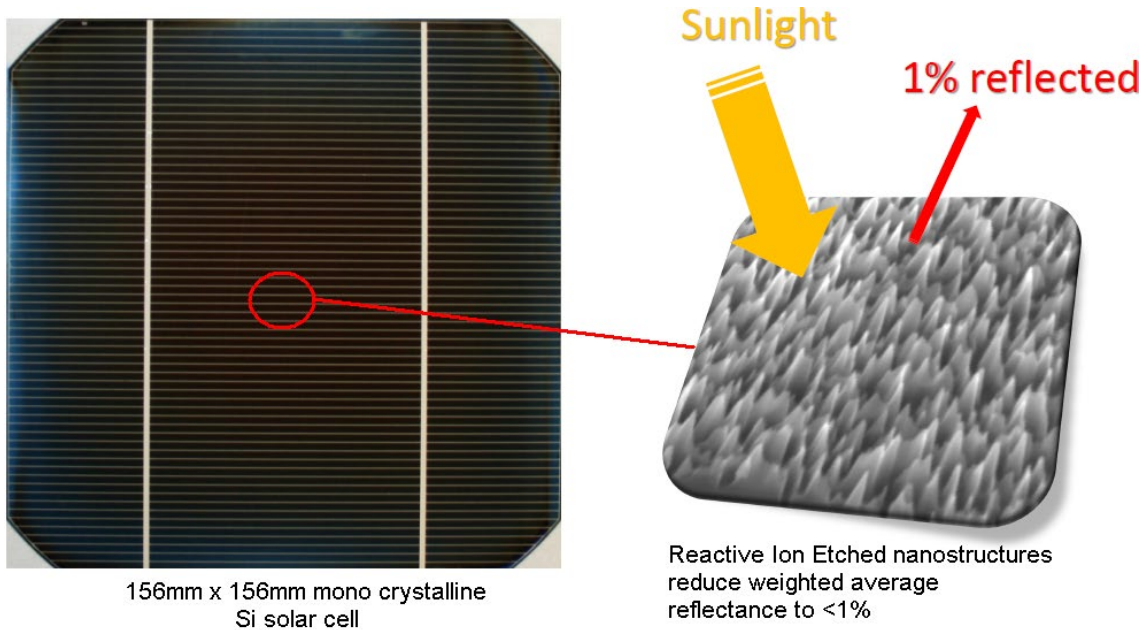 Sunlight
1% reflected
156mm x 156mm mono crystalline
Si solar cell
Reactive Ion Etched nanostructures
reduce weighted average
reflectance to <1%